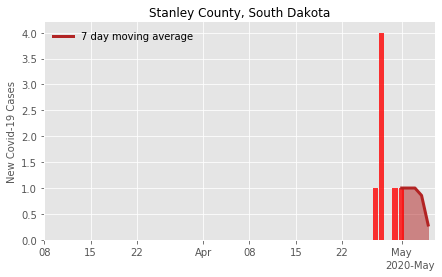 Stanley County, South Dakota
7 day moving average
New Covid-19 Cases
4.0
3.5
3.0
2.5
2.0
1.5
1.0
0.5
0.0
08 15 22 Apr 08 15 22 May
2020-May